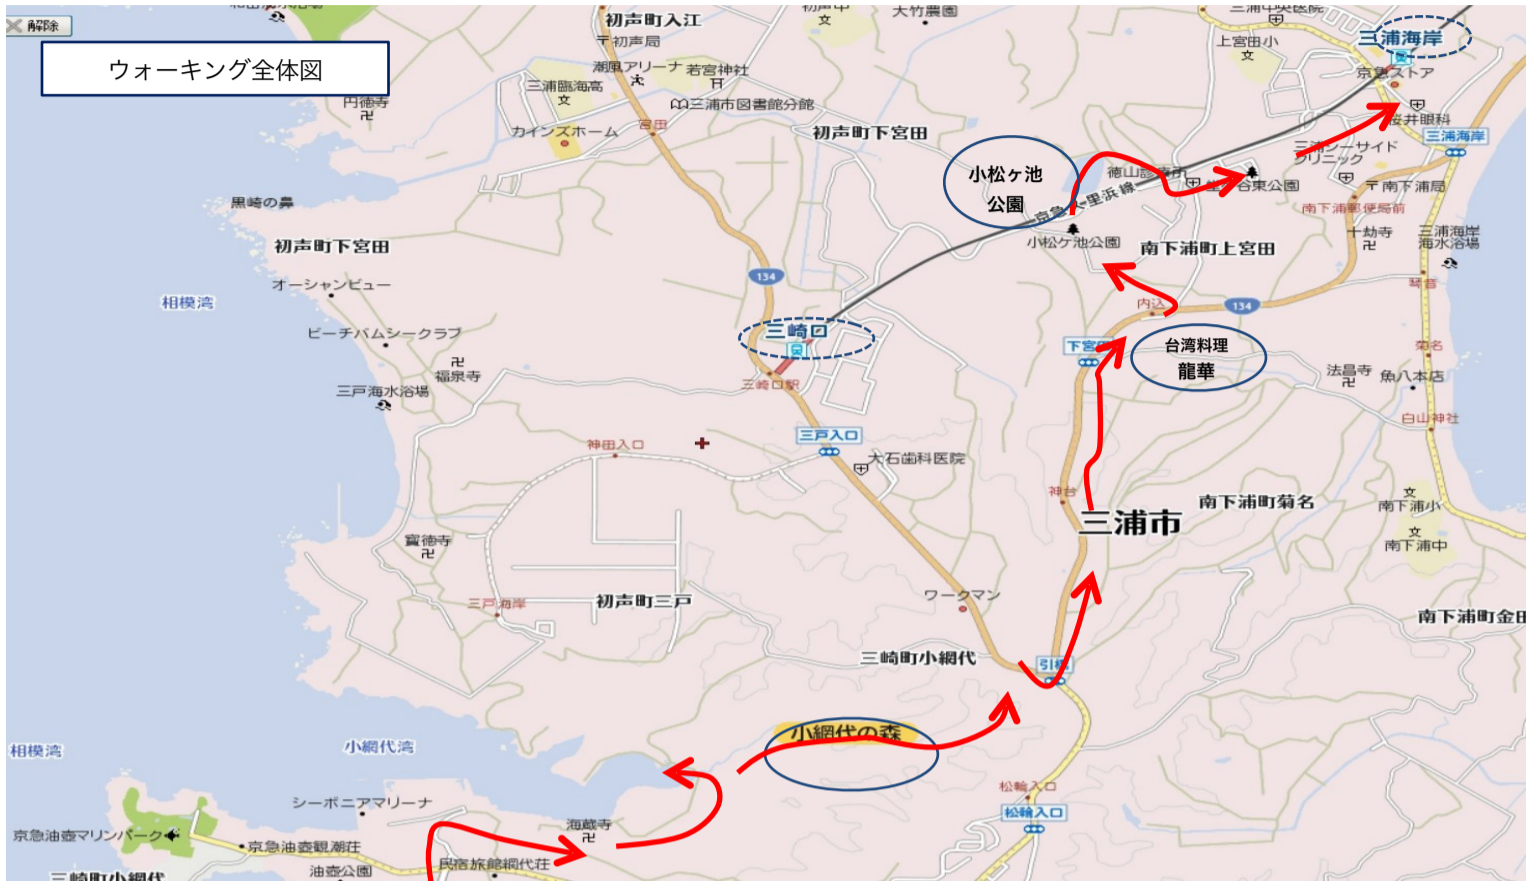 解除
ウォーキング全体図
初声町入江
〒初声局
大竹農園
潮風アリーナ
若宮神社
三浦臨海高
文
三浦市図書館分館
円徳寺
カインズホーム
宮田
初声町下宮田
上宮田小
文
三浦海岸
京急ストア
桜井眼科
三浦シーサイド
クリニック
三浦海岸
〒南下浦局
南下浦郵便局前
十劫寺
三浦海岸
海水浴場
琴音
小松ヶ池
公園
京急久里浜線
小松ケ池公園
南下浦町上宮田
黒崎の鼻
初声町下宮田
オーシャンビュー
相模湾
134
三崎口
三崎口駅
内込
134
台湾料理
龍華
ビーチバムシークラブ
福泉寺
三戸海水浴場
菊名
法昌寺
魚八本店
白山神社
神田入口
三戸入口
大石歯科医院
神台
三浦市
南下浦町菊名
文
南下浦小
文
南下浦中
寶徳寺
三戸海岸
初声町三戸
ワークマン
南下浦町金田
三崎町小網代
引橋
小網代の森
相模湾
小網代湾
松輪入口
松輪入口
シーボニアマリーナ
海蔵寺
京急油壺マリンパーク
京急油壺観潮荘
油壺公園
民宿旅館網代荘
三崎町小網代